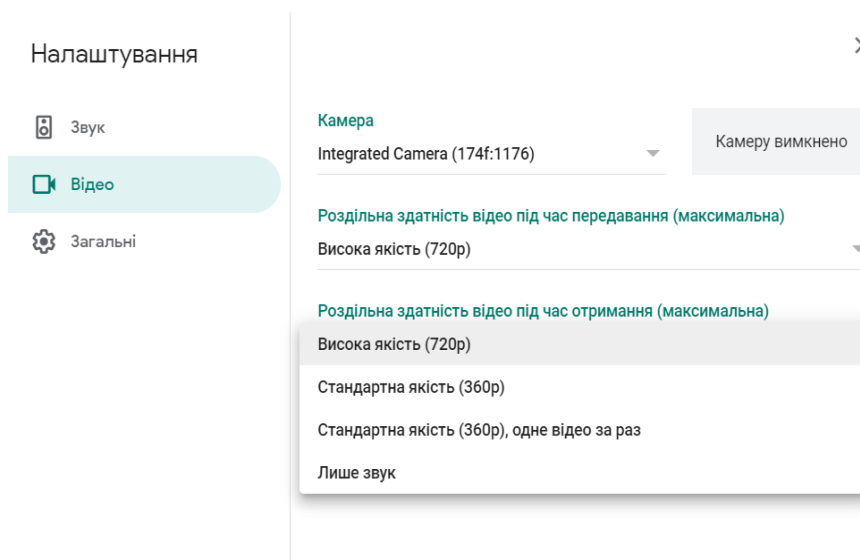 Налаштування
Звук
Відео
Загальні
Камера
Integrated Camera (174f:1176)
Камеру вимкнено
Роздільна здатність відео під час передавання (максимальна)
Висока якість (720p)
Роздільна здатність відео під час отримання (максимальна)
Висока якість (720p)
Стандартна якість (360p)
Стандартна якість (360p), одне відео за раз
Лише звук